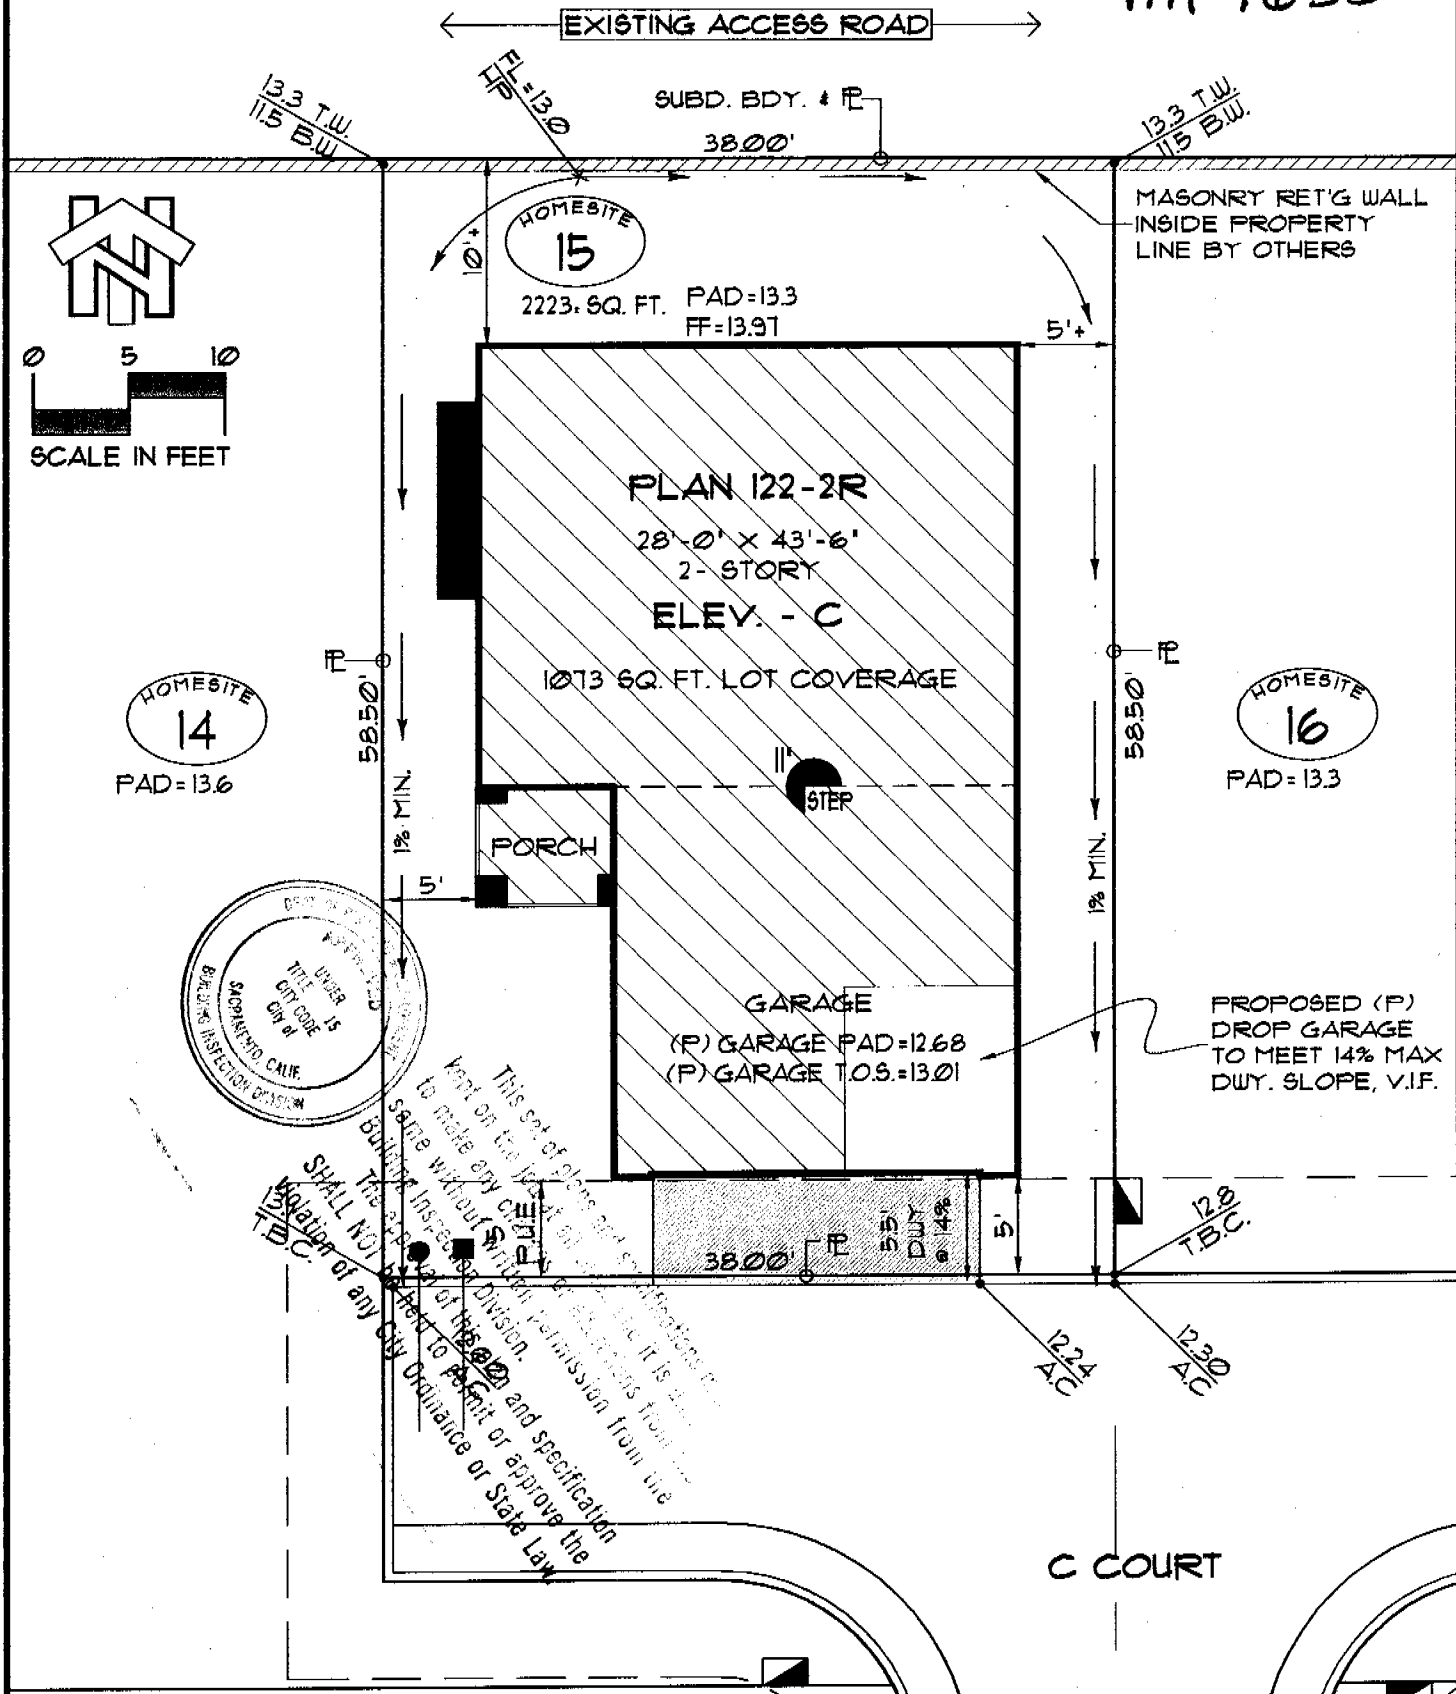 EXISTING ACCESS ROAD
13.3 T.W.
11.5 B.W.
FL=13.0
HP
SUBD. BDY. & PL
38.00'
13.3 T.W.
11.5 B.W.
MASONRY RET'G WALL
INSIDE PROPERTY
LINE BY OTHERS
HOMESITE
15
10'+
2223± SQ. FT.
PAD=13.3
FF=13.97
5'+
0 5 10
SCALE IN FEET
PLAN 122-2R
28'-0" X 43'-6"
2- STORY
ELEV. - C
1073 SQ. FT. LOT COVERAGE
PL
58.50'
PL
58.50'
HOMESITE
14
PAD=13.6
HOMESITE
16
PAD=13.3
11"
STEP
1% MIN.
1% MIN.
PORCH
5'
UNDER
TITLE 15
CITY CODE
City of
SACRAMENTO, CALIF.
BUILDING INSPECTION DIVISION
GARAGE
(P) GARAGE PAD=12.68
(P) GARAGE T.O.S.=13.01
PROPOSED (P)
DROP GARAGE
TO MEET 14% MAX
DWY. SLOPE, V.I.F.
This set of plans and specifications
kept on the
to make any
same without written permission from the
Building Inspection Division.
The approval of this plan and specification
SHALL NOT be held to permit or approve the
violation of any City Ordinance or State Law.
T.B.C.
5'
P.U.E
38.00'
PL
5.5'
DWY
@ 14%
5'
12.8
T.B.C.
12.24
A.C
12.30
A.C
C COURT